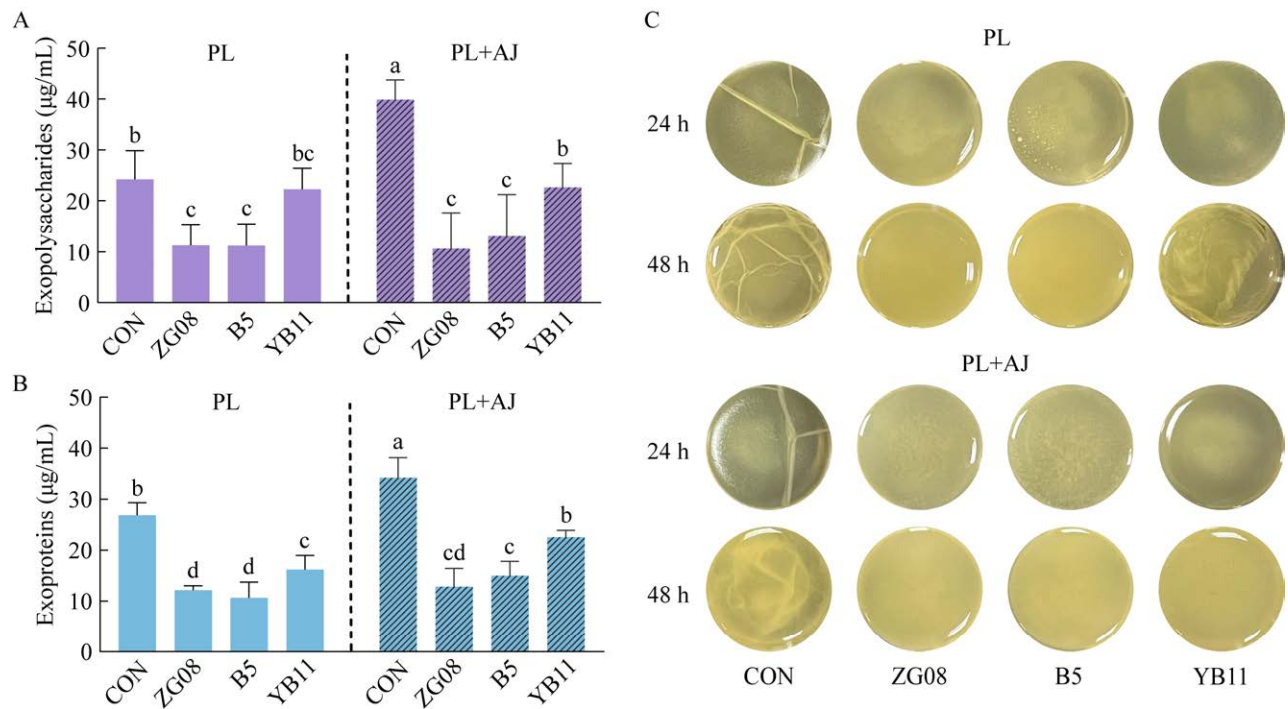 A
PL
PL+AJ
Exopolysaccharides (μg/mL)
50
40
30
20
10
0
b
c
c
bc
a
c
c
b
CON
ZG08
B5
YB11
CON
ZG08
B5
YB11
B
PL
PL+AJ
Exoproteins (μg/mL)
50
40
30
20
10
0
b
d
d
c
a
cd
c
b
CON
ZG08
B5
YB11
CON
ZG08
B5
YB11
C
PL
24 h
48 h
PL+AJ
24 h
48 h
CON
ZG08
B5
YB11